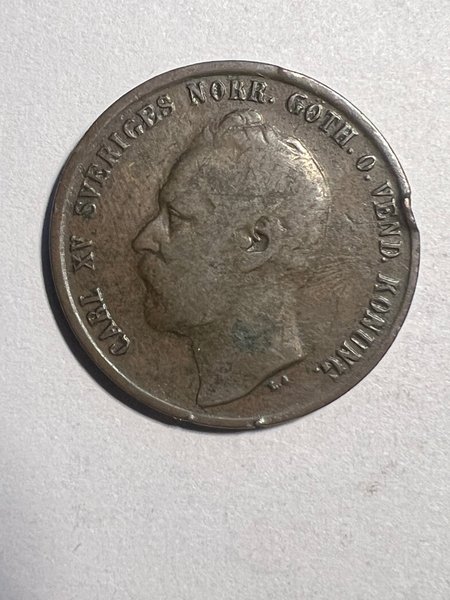 CARL XV SVERIGES NORR. GOTH. O. VEND. KONUNG.
L.A